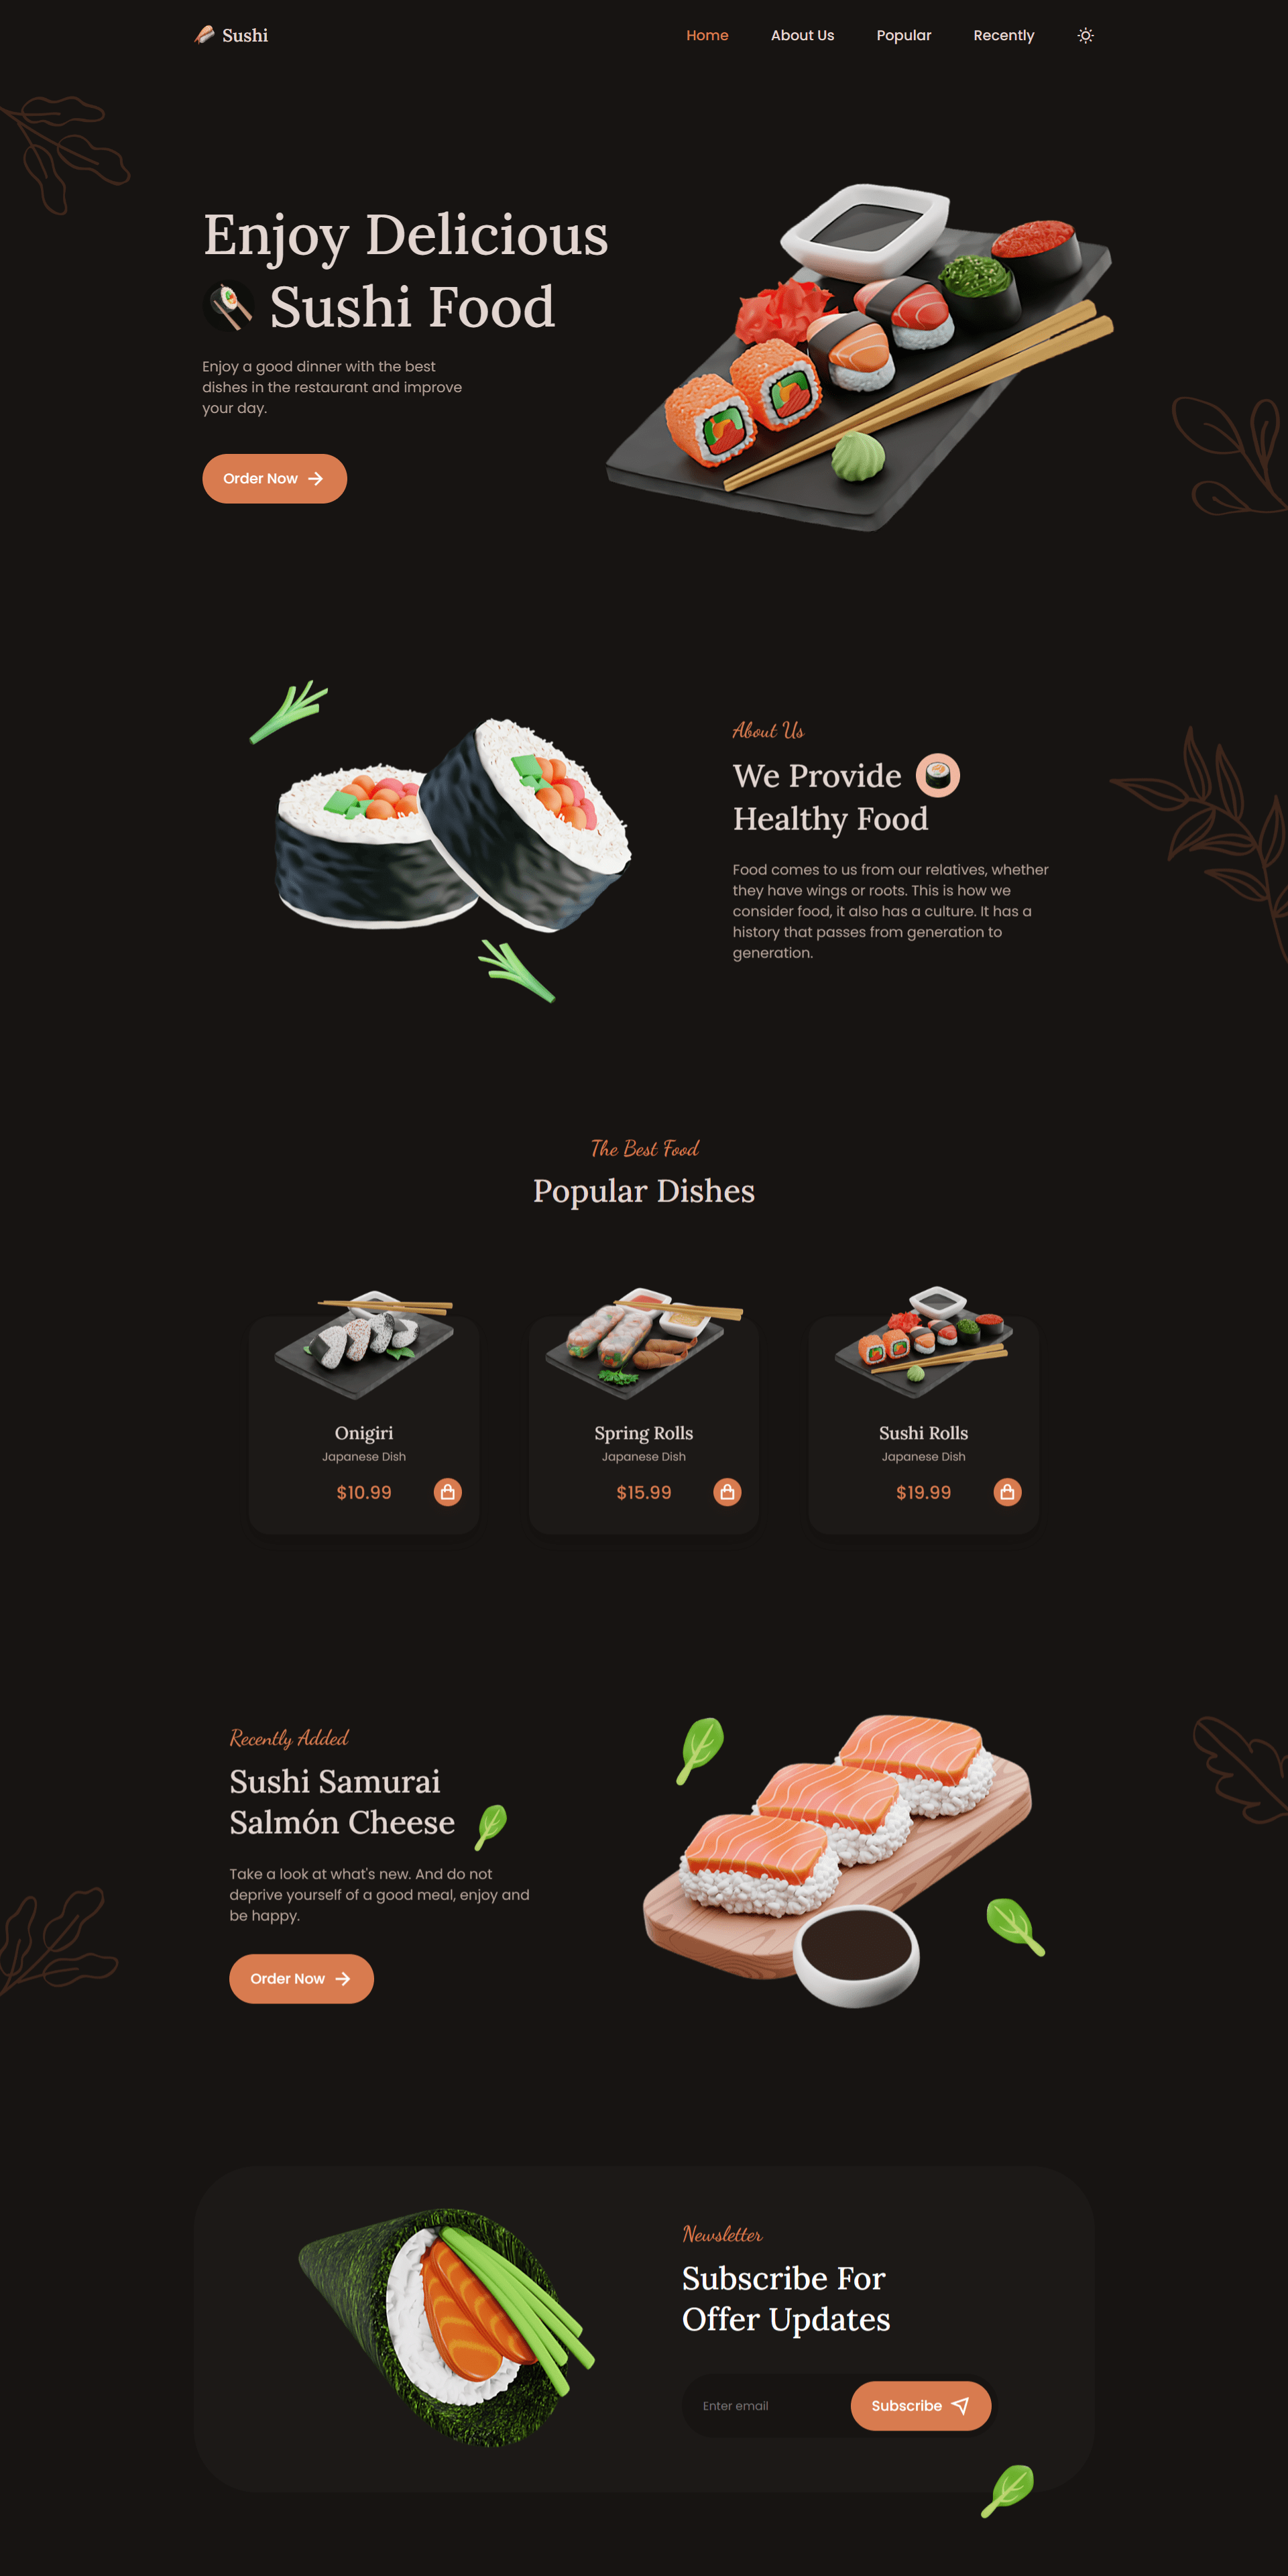 Sushi
Home About Us Popular Recently
Enjoy Delicious
Sushi Food
Enjoy a good dinner with the best
dishes in the restaurant and improve
your day.
Order Now
About Us
We Provide
Healthy Food
Food comes to us from our relatives, whether
they have wings or roots. This is how we
consider food, it also has a culture. It has a
history that passes from generation to
generation.
The Best Food
Popular Dishes
Onigiri
Japanese Dish
$10.99
Spring Rolls
Japanese Dish
$15.99
Sushi Rolls
Japanese Dish
$19.99
Recently Added
Sushi Samurai
Salmón Cheese
Take a look at what's new. And do not
deprive yourself of a good meal, enjoy and
be happy.
Order Now
Newsletter
Subscribe For
Offer Updates
Enter email
Subscribe